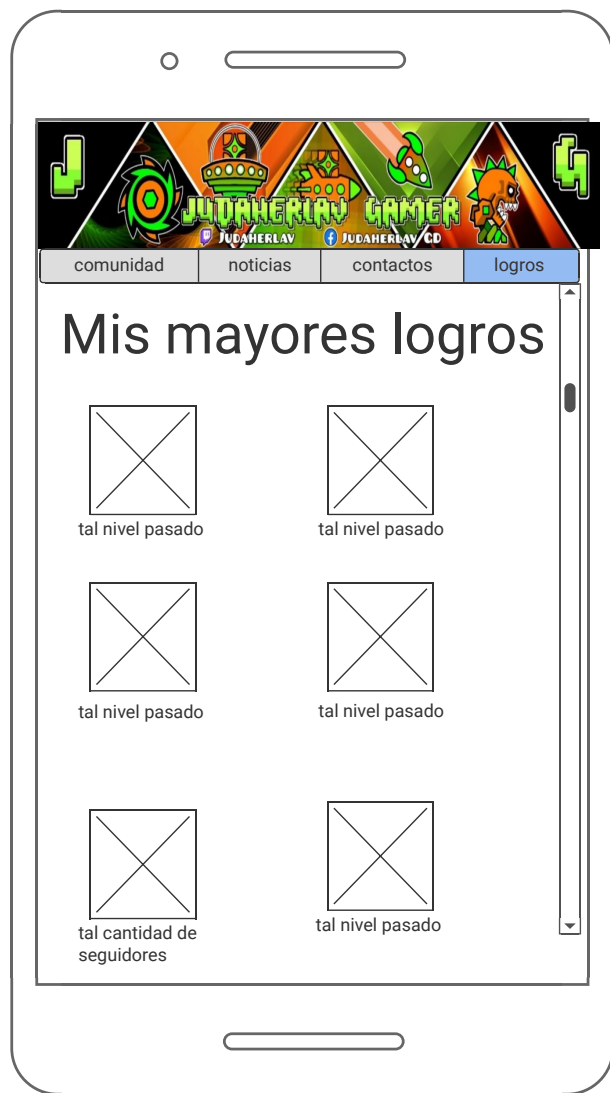 J
G
JUDAHERLAV GAMER
JUDAHERLAV
JUDAHERLAV GD
comunidad
noticias
contactos
logros
Mis mayores logros
tal nivel pasado
tal nivel pasado
tal nivel pasado
tal nivel pasado
tal cantidad de
seguidores
tal nivel pasado